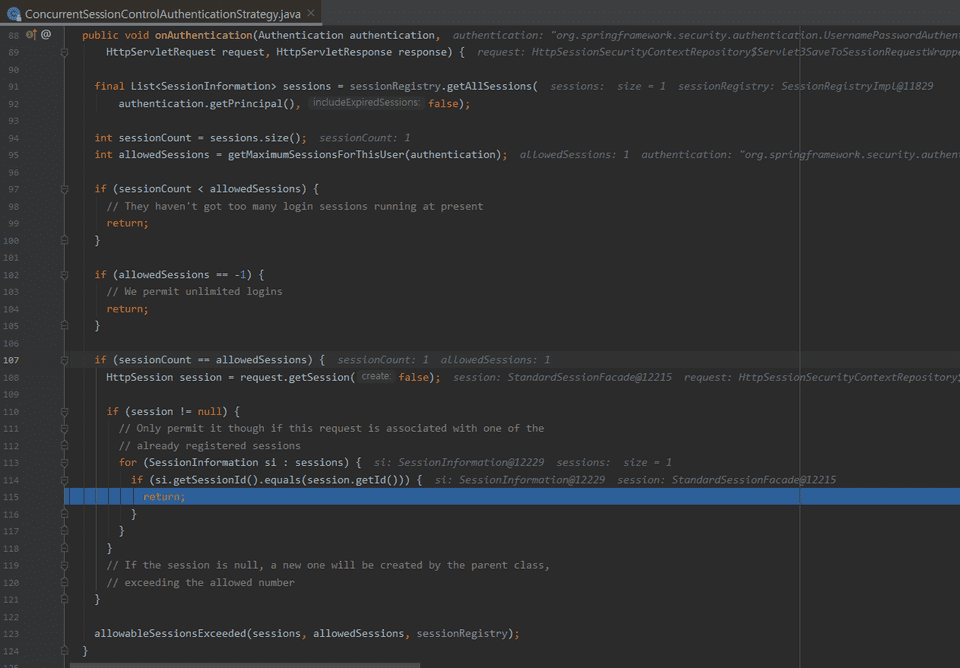 ConcurrentSessionControlAuthenticationStrategy.java ×
88 @ public void onAuthentication(Authentication authentication, authentication: "org.springframework.security.authentication.UsernamePasswordAuthent
89 HttpServletRequest request, HttpServletResponse response) { request: HttpSessionSecurityContextRepository$Servlet3SaveToSessionRequestWrappe
90
91 final List<SessionInformation> sessions = sessionRegistry.getAllSessions( sessions: size = 1 sessionRegistry: SessionRegistryImpl@11829
92 authentication.getPrincipal(), includeExpiredSessions: false);
93
94 int sessionCount = sessions.size(); sessionCount: 1
95 int allowedSessions = getMaximumSessionsForThisUser(authentication); allowedSessions: 1 authentication: "org.springframework.security.authen
96
97 if (sessionCount < allowedSessions) {
98 // They haven't got too many login sessions running at present
99 return;
100 }
101
102 if (allowedSessions == -1) {
103 // We permit unlimited logins
104 return;
105 }
106
107 if (sessionCount == allowedSessions) { sessionCount: 1 allowedSessions: 1
108 HttpSession session = request.getSession( create: false); session: StandardSessionFacade@12215 request: HttpSessionSecurityContextRepository$
109
110 if (session != null) {
111 // Only permit it though if this request is associated with one of the
112 // already registered sessions
113 for (SessionInformation si : sessions) { si: SessionInformation@12229 sessions: size = 1
114 if (si.getSessionId().equals(session.getId())) { si: SessionInformation@12229 session: StandardSessionFacade@12215
115 return;
116 }
117 }
118 }
119 // If the session is null, a new one will be created by the parent class,
120 // exceeding the allowed number
121 }
122
123 allowableSessionsExceeded(sessions, allowedSessions, sessionRegistry);
124 }
125